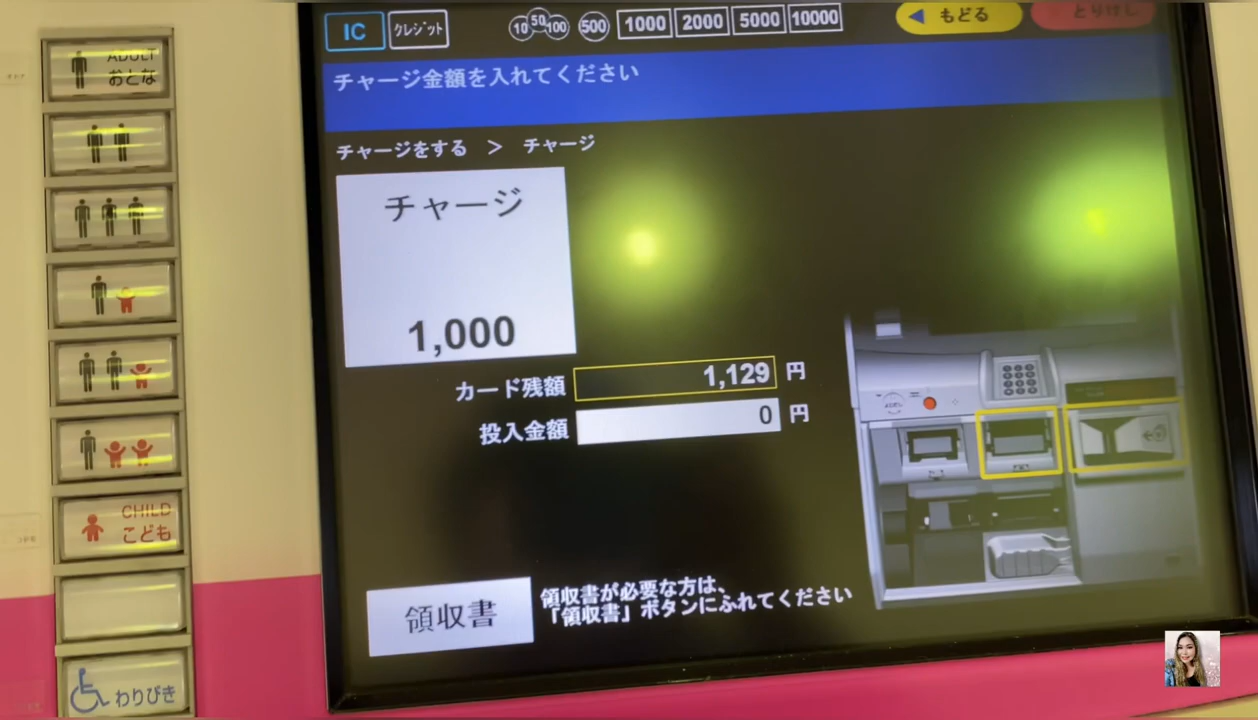 IC
クレジット
10 50 100 500 1000 2000 5000 10000
もどる
とりけし
チャージ金額を入れてください
チャージをする > チャージ
チャージ
1,000
カード残額 1,129 円
投入金額 0 円
領収書
領収書が必要な方は、
「領収書」ボタンにふれてください
ADULT
おとな
CHILD
こども
わりびき